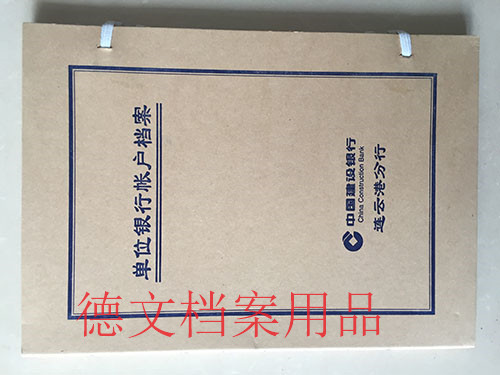 单位银行帐户档案
中国建设银行
China Construction Bank
连云港分行
德文档案用品